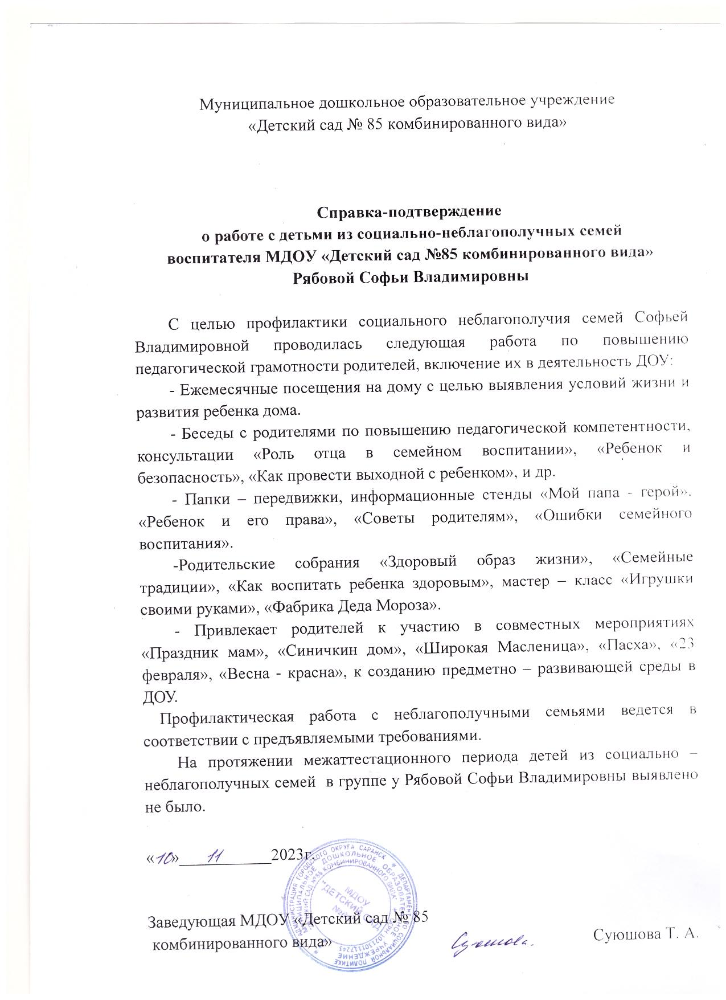 Муниципальное дошкольное образовательное учреждение
«Детский сад № 85 комбинированного вида»
Справка-подтверждение
о работе с детьми из социально-неблагополучных семей
воспитателя МДОУ «Детский сад №85 комбинированного вида»
Рябовой Софьи Владимировны
С целью профилактики социального неблагополучия семей Софьей
Владимировной проводилась следующая работа по повышению
педагогической грамотности родителей, включение их в деятельность ДОУ:
- Ежемесячные посещения на дому с целью выявления условий жизни и
развития ребенка дома.
- Беседы с родителями по повышению педагогической компетентности,
консультации «Роль отца в семейном воспитании», «Ребенок и
безопасность», «Как провести выходной с ребенком», и др.
- Папки – передвижки, информационные стенды «Мой папа - герой».
«Ребенок и его права», «Советы родителям», «Ошибки семейного
воспитания».
-Родительские собрания «Здоровый образ жизни», «Семейные
традиции», «Как воспитать ребенка здоровым», мастер – класс «Игрушки
своими руками», «Фабрика Деда Мороза».
- Привлекает родителей к участию в совместных мероприятиях
«Праздник мам», «Синичкин дом», «Широкая Масленица», «Пасха», «23
февраля», «Весна - красна», к созданию предметно – развивающей среды в
ДОУ.
Профилактическая работа с неблагополучными семьями ведется в
соответствии с предъявляемыми требованиями.
На протяжении межаттестационного периода детей из социально –
неблагополучных семей в группе у Рябовой Софьи Владимировны выявлено
не было.
«10»___11___2023г.
АДМИНИСТРАЦИЯ ГОРОДСКОГО ОКРУГА САРАНСК * ДЕПАРТАМЕНТ ПО СОЦИАЛЬНОЙ ПОЛИТИКЕ *
МУНИЦИПАЛЬНОЕ ДОШКОЛЬНОЕ ОБРАЗОВАТЕЛЬНОЕ УЧРЕЖДЕНИЕ
"ДЕТСКИЙ САД №85 КОМБИНИРОВАННОГО ВИДА"
МДОУ
"ДЕТСКИЙ САД
Заведующая МДОУ «Детский сад № 85
комбинированного вида» Суюшова Суюшова Т. А.